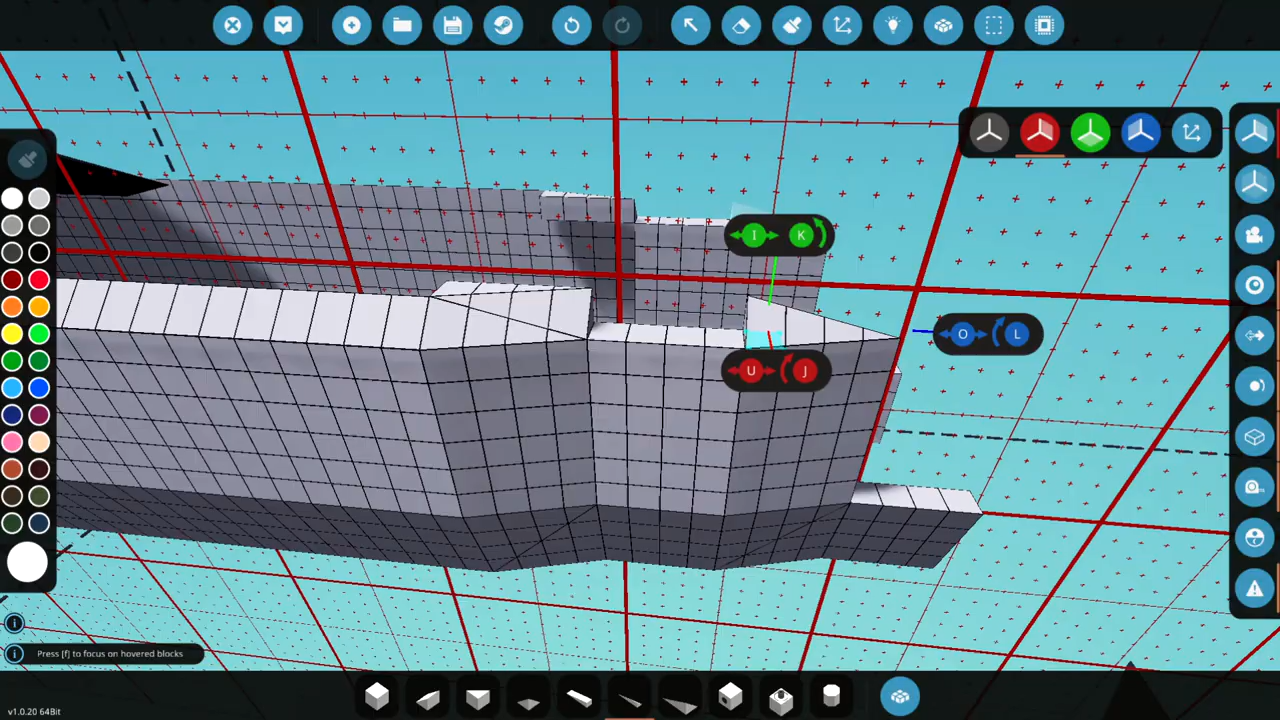 I K
O L
U J
Press [f] to focus on hovered blocks
v1.0.20 64Bit